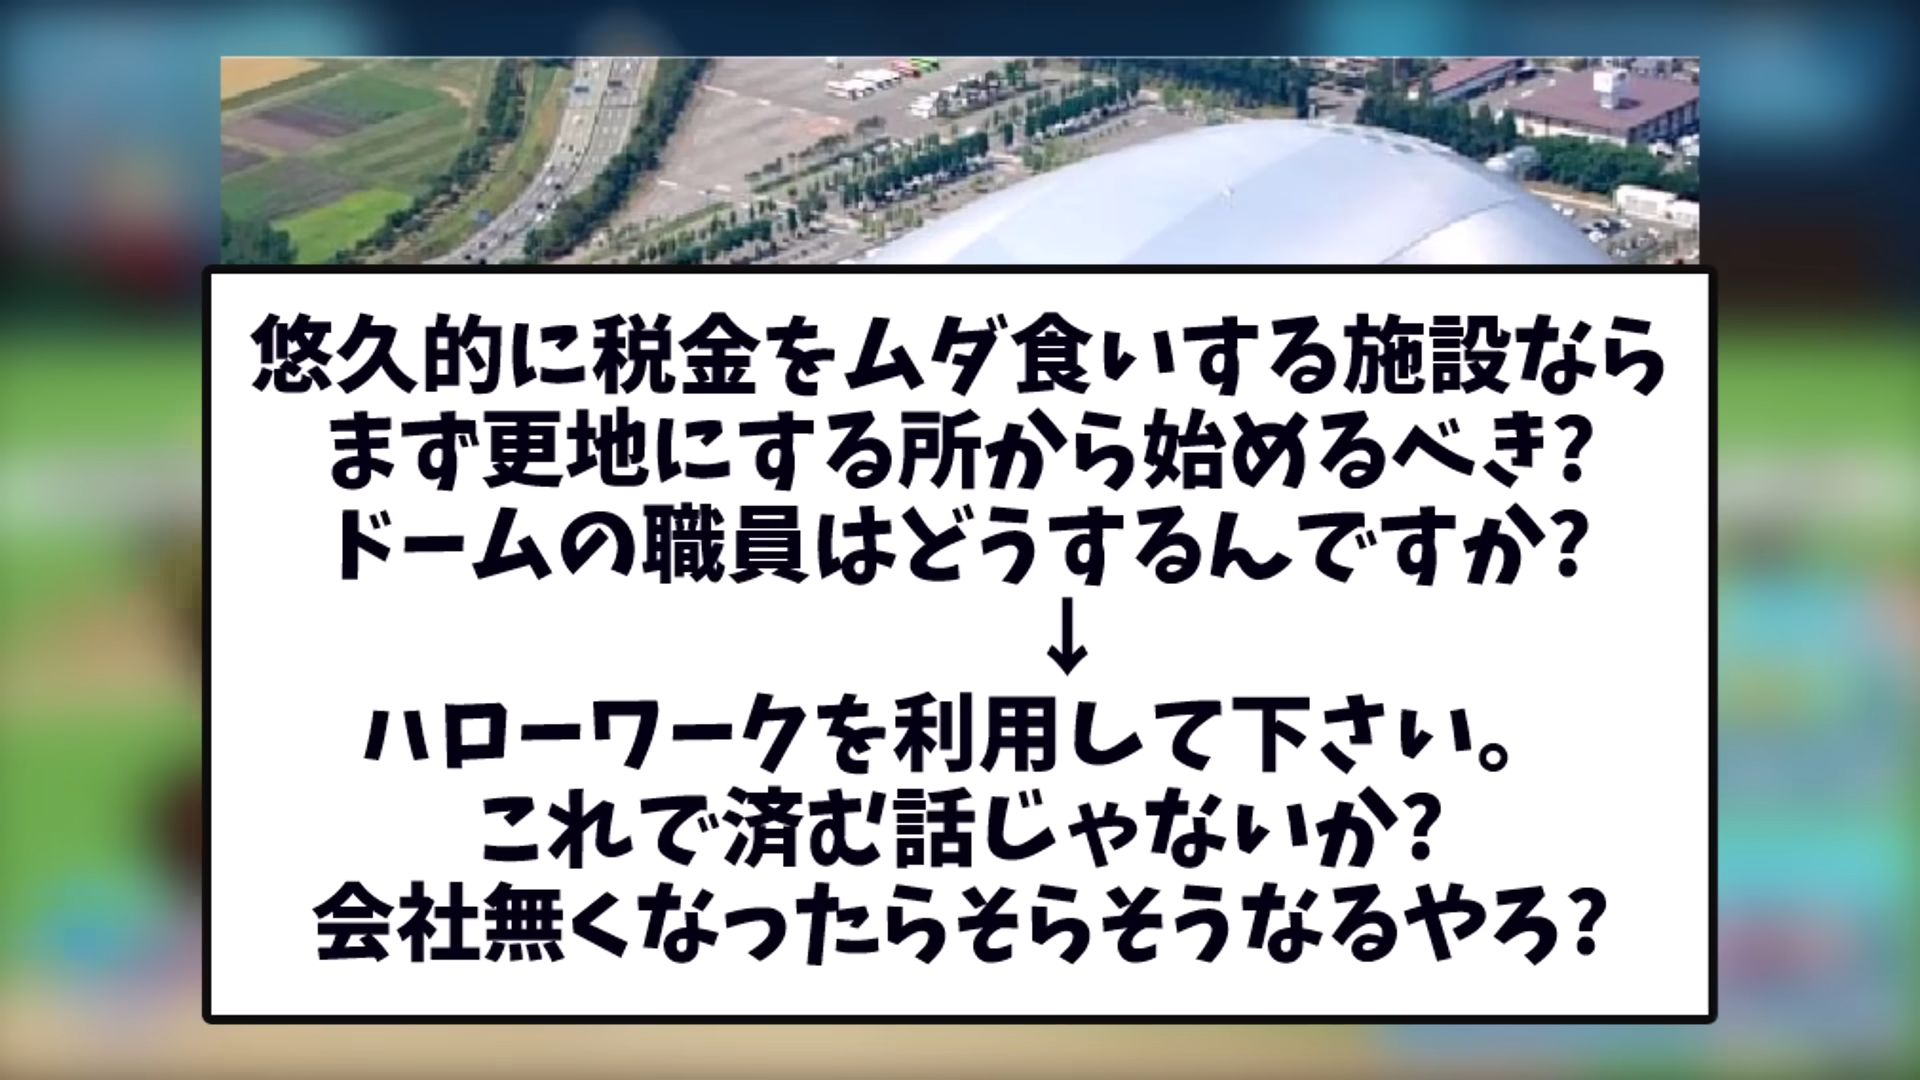 悠久的に税金をムダ食いする施設なら
まず更地にする所から始めるべき?
ドームの職員はどうするんですか?
↓
ハローワークを利用して下さい。
これで済む話じゃないか?
会社無くなったらそらそうなるやろ?